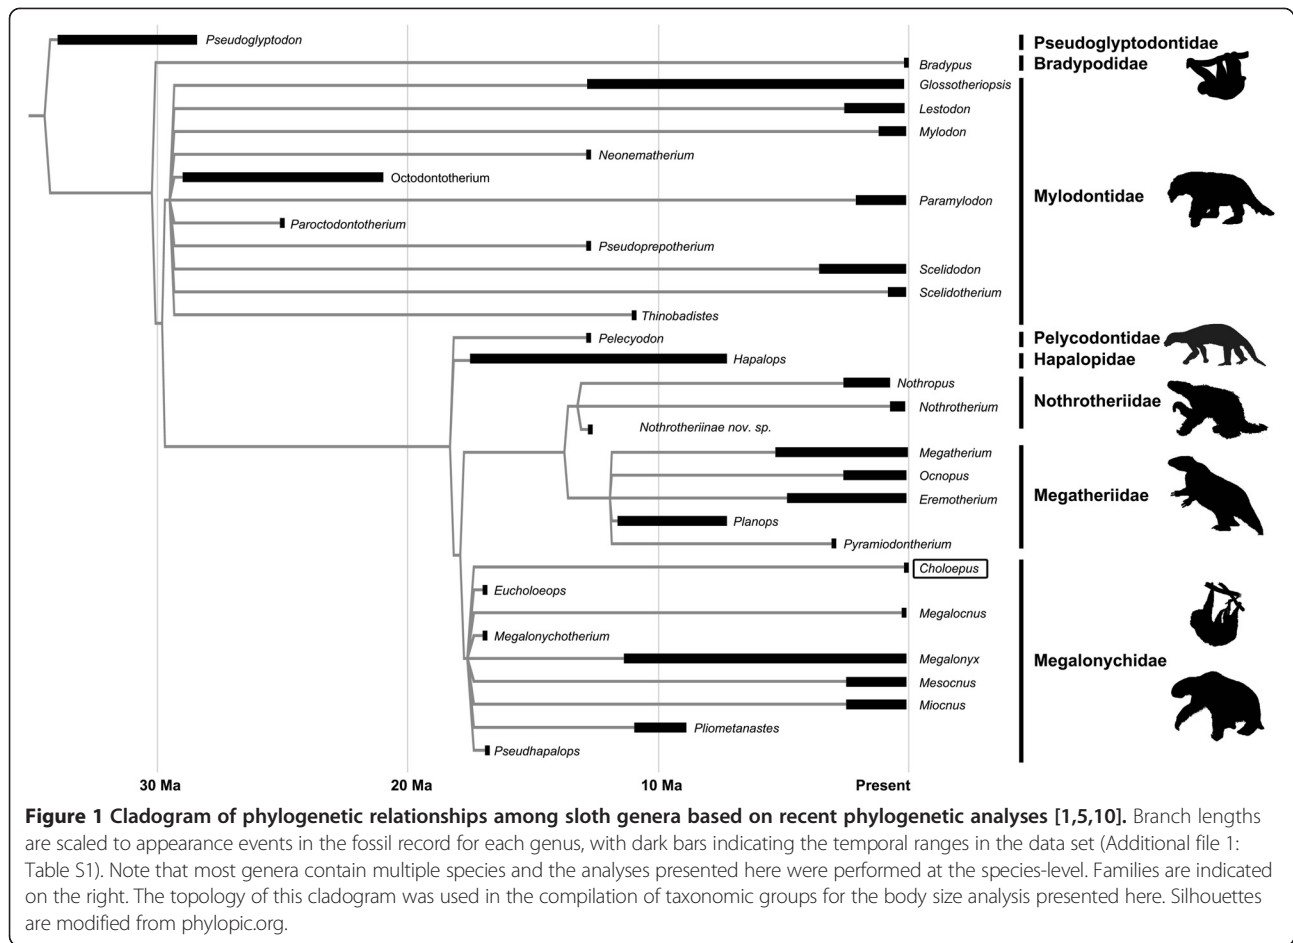 Pseudoglyptodon
Pseudoglyptodontidae
Bradypus
Bradypodidae
Glossotheriopsis
Lestodon
Mylodon
Neonematherium
Octodontotherium
Paramylodon
Mylodontidae
Paroctodontotherium
Pseudoprepotherium
Scelidodon
Scelidotherium
Thinobadistes
Pelecyodon
Pelycodontidae
Hapalops
Hapalopidae
Nothropus
Nothrotherium
Nothrotheriidae
Nothrotheriinae nov. sp.
Megatherium
Ocnopus
Eremotherium
Megatheriidae
Planops
Pyramiodontherium
Choloepus
Eucholoeops
Megalocnus
Megalonychotherium
Megalonyx
Megalonychidae
Mesocnus
Miocnus
Pliometanastes
Pseudhapalops
30 Ma 20 Ma 10 Ma Present
Figure 1 Cladogram of phylogenetic relationships among sloth genera based on recent phylogenetic analyses [1,5,10]. Branch lengths
are scaled to appearance events in the fossil record for each genus, with dark bars indicating the temporal ranges in the data set (Additional file 1:
Table S1). Note that most genera contain multiple species and the analyses presented here were performed at the species-level. Families are indicated
on the right. The topology of this cladogram was used in the compilation of taxonomic groups for the body size analysis presented here. Silhouettes
are modified from phylopic.org.